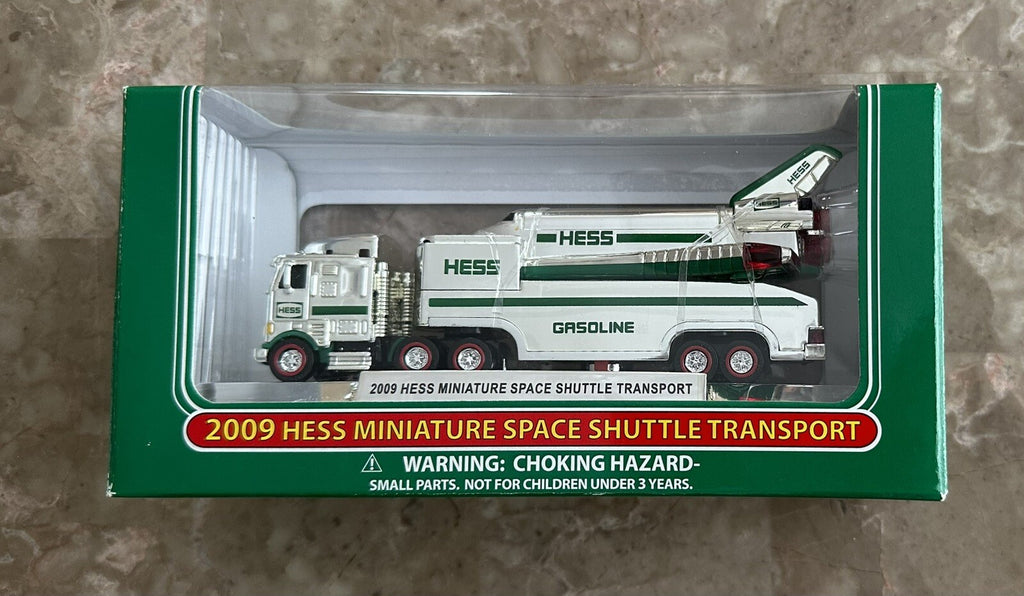 HESS
HESS
HESS
HESS
GASOLINE
2009 HESS MINIATURE SPACE SHUTTLE TRANSPORT
2009 HESS MINIATURE SPACE SHUTTLE TRANSPORT
WARNING: CHOKING HAZARD-
SMALL PARTS. NOT FOR CHILDREN UNDER 3 YEARS.